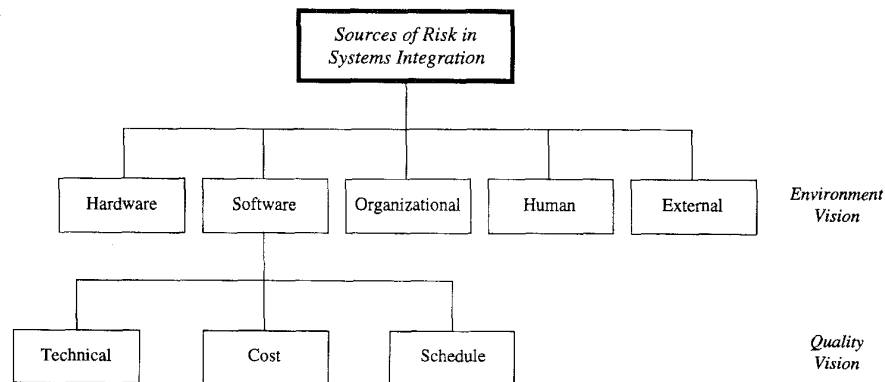 Sources of Risk in
Systems Integration
Hardware
Software
Organizational
Human
External
Environment
Vision
Technical
Cost
Schedule
Quality
Vision